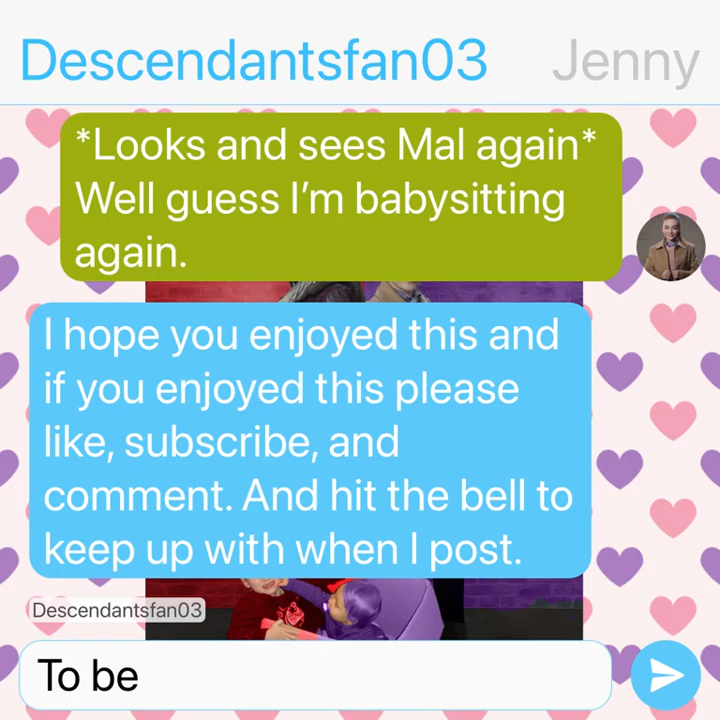 Descendantsfan03 Jenny
*Looks and sees Mal again*
Well guess I’m babysitting
again.
I hope you enjoyed this and
if you enjoyed this please
like, subscribe, and
comment. And hit the bell to
keep up with when I post.
Descendantsfan03
To be